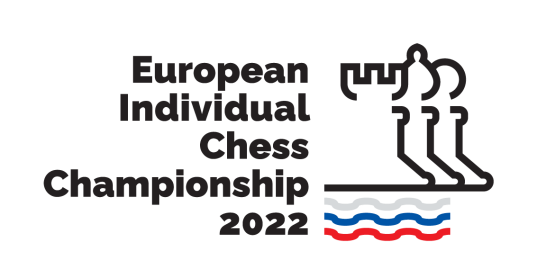 European
Individual
Chess
Championship
2022